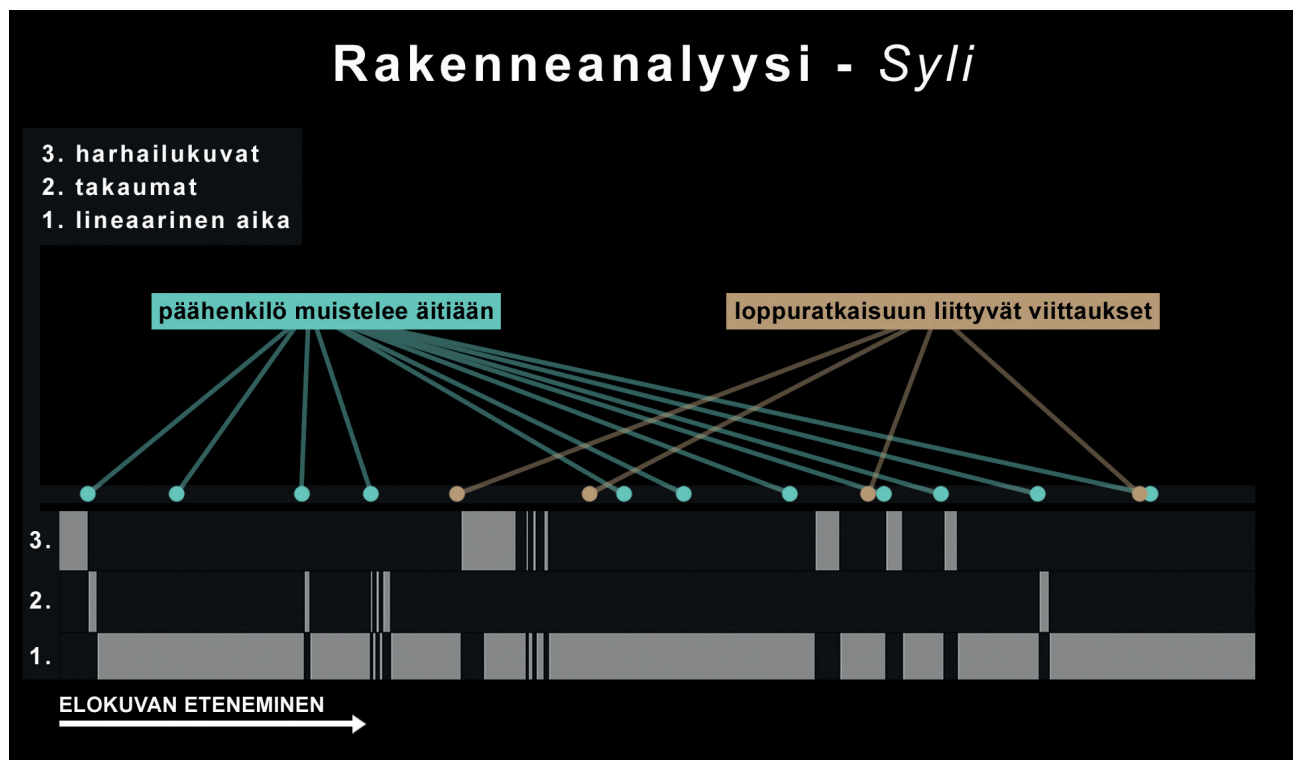 Rakenneanalyysi - Syli
3. harhailukuvat
2. takaumat
1. lineaarinen aika
päähenkilö muistelee äitiään
loppuratkaisuun liittyvät viittaukset
3.
2.
1.
ELOKUVAN ETENEMINEN